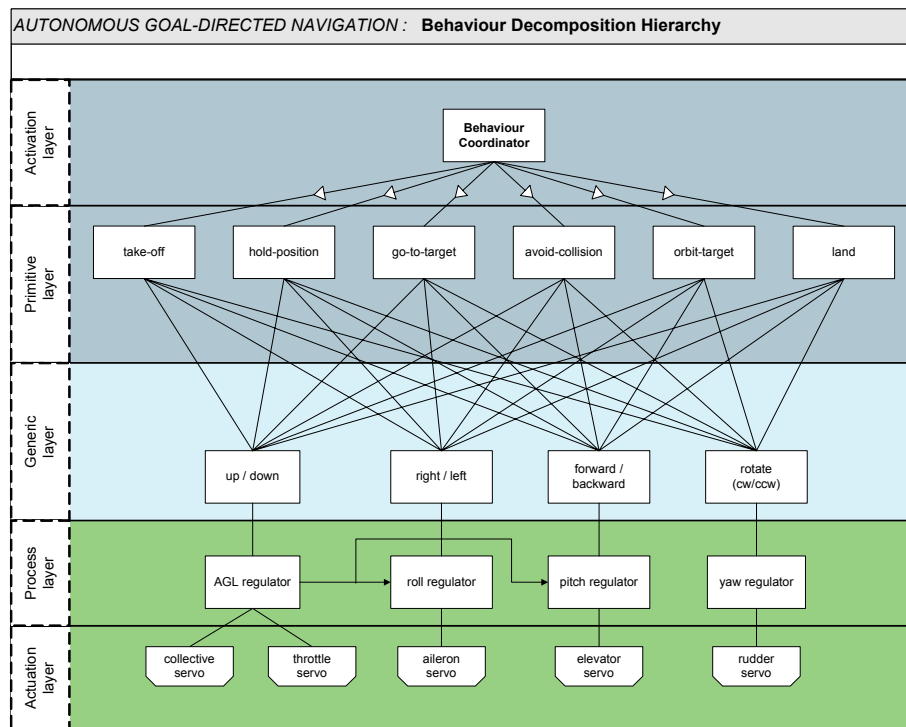 AUTONOMOUS GOAL-DIRECTED NAVIGATION : Behaviour Decomposition Hierarchy
Activation
layer
Behaviour
Coordinator
Primitive
layer
take-off
hold-position
go-to-target
avoid-collision
orbit-target
land
Generic
layer
up / down
right / left
forward /
backward
rotate
(cw/ccw)
Process
layer
AGL regulator
roll regulator
pitch regulator
yaw regulator
Actuation
layer
collective
servo
throttle
servo
aileron
servo
elevator
servo
rudder
servo